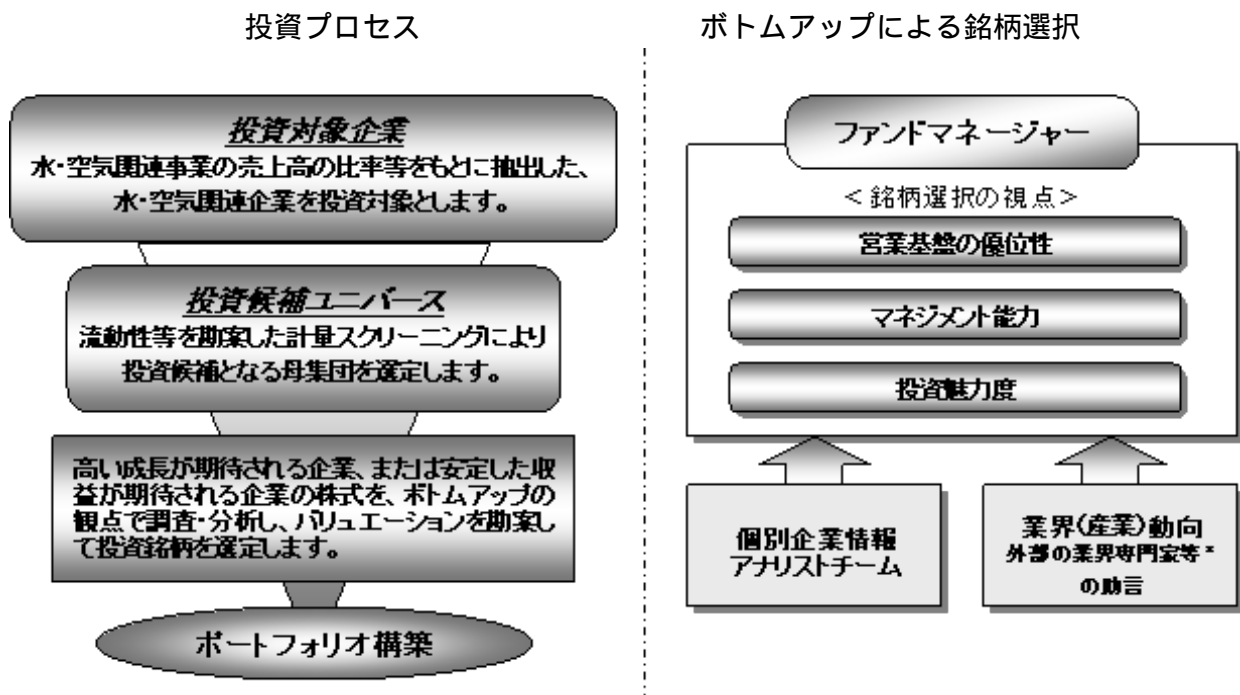 投資プロセス
投資対象企業
水・空気関連事業の売上高の比率等をもとに抽出した、
水・空気関連企業を投資対象とします。
投資候補ユニバース
流動性等を勘案した計量スクリーニングにより
投資候補となる母集団を選定します。
高い成長が期待される企業、または安定した収
益が期待される企業の株式を、ボトムアップの
観点で調査・分析し、バリュエーションを勘案し
て投資銘柄を選定します。
ポートフォリオ構築
ボトムアップによる銘柄選択
ファンドマネージャー
＜銘柄選択の視点＞
営業基盤の優位性
マネジメント能力
投資魅力度
個別企業情報
アナリストチーム
業界(産業)動向
外部の業界専門家等*
の助言